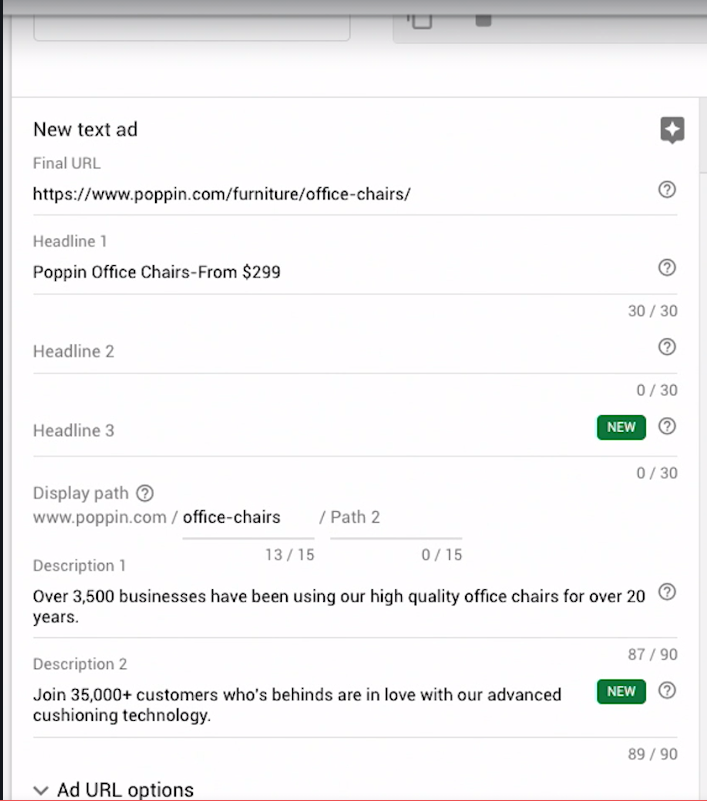 New text ad
Final URL
https://www.poppin.com/furniture/office-chairs/
Headline 1
Poppin Office Chairs-From $299
30 / 30
Headline 2
0 / 30
Headline 3
NEW
0 / 30
Display path
www.poppin.com / office-chairs / Path 2
13 / 15 0 / 15
Description 1
Over 3,500 businesses have been using our high quality office chairs for over 20
years.
87 / 90
Description 2
Join 35,000+ customers who's behinds are in love with our advanced
cushioning technology.
NEW
89 / 90
Ad URL options